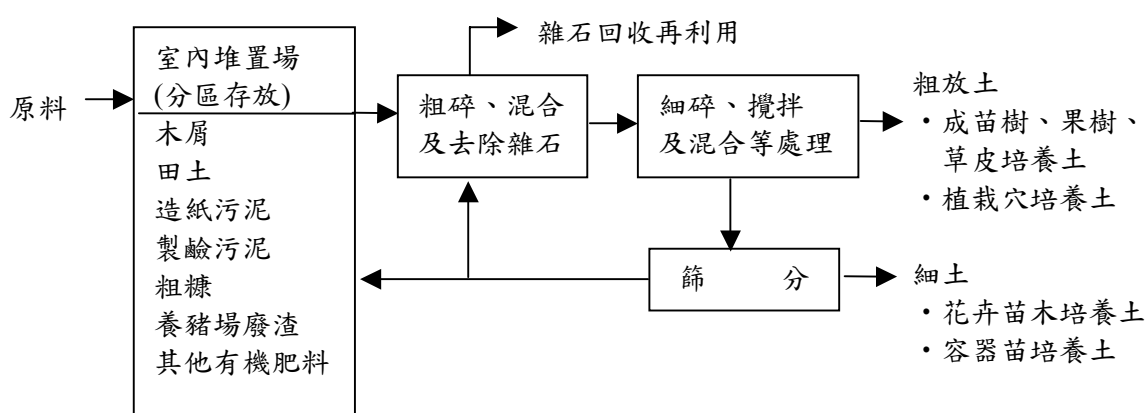 原料
室內堆置場
(分區存放)
木屑
田土
造紙污泥
製鹼污泥
粗糠
養豬場廢渣
其他有機肥料
雜石回收再利用
粗碎、混合
及去除雜石
細碎、攪拌
及混合等處理
粗放土
・成苗樹、果樹、
草皮培養土
・植栽穴培養土
篩 分
細土
・花卉苗木培養土
・容器苗培養土